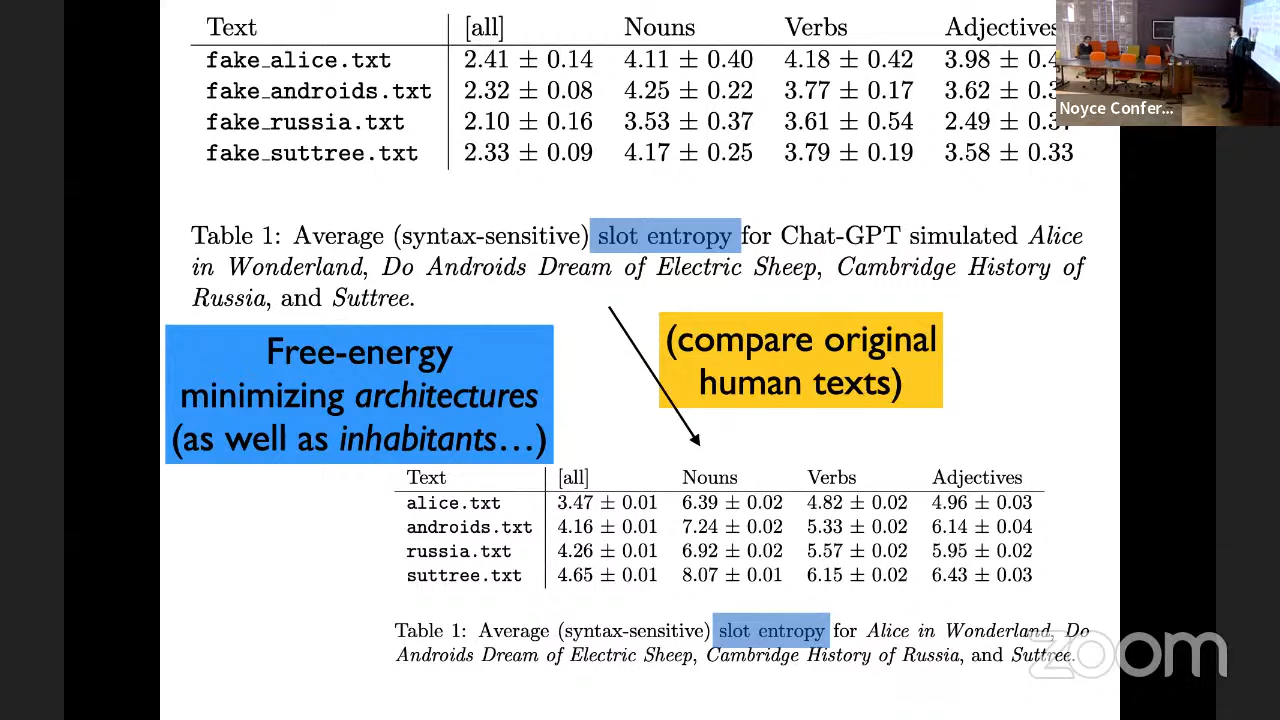 Text [all] Nouns Verbs Adjectives
fake_alice.txt 2.41 ± 0.14 4.11 ± 0.40 4.18 ± 0.42 3.98 ± 0.4
fake_androids.txt 2.32 ± 0.08 4.25 ± 0.22 3.77 ± 0.17 3.62 ± 0.3
fake_russia.txt 2.10 ± 0.16 3.53 ± 0.37 3.61 ± 0.54 2.49 ± 0.37
fake_suttree.txt 2.33 ± 0.09 4.17 ± 0.25 3.79 ± 0.19 3.58 ± 0.33
Noyce Confer...
Table 1: Average (syntax-sensitive) slot entropy for Chat-GPT simulated Alice
in Wonderland, Do Androids Dream of Electric Sheep, Cambridge History of
Russia, and Suttree.
Free-energy
minimizing architectures
(as well as inhabitants…)
(compare original
human texts)
Text [all] Nouns Verbs Adjectives
alice.txt 3.47 ± 0.01 6.39 ± 0.02 4.82 ± 0.02 4.96 ± 0.03
androids.txt 4.16 ± 0.01 7.24 ± 0.02 5.33 ± 0.02 6.14 ± 0.04
russia.txt 4.26 ± 0.01 6.92 ± 0.02 5.57 ± 0.02 5.95 ± 0.02
suttree.txt 4.65 ± 0.01 8.07 ± 0.01 6.15 ± 0.02 6.43 ± 0.03
Table 1: Average (syntax-sensitive) slot entropy for Alice in Wonderland, Do
Androids Dream of Electric Sheep, Cambridge History of Russia, and Suttree.
zoom